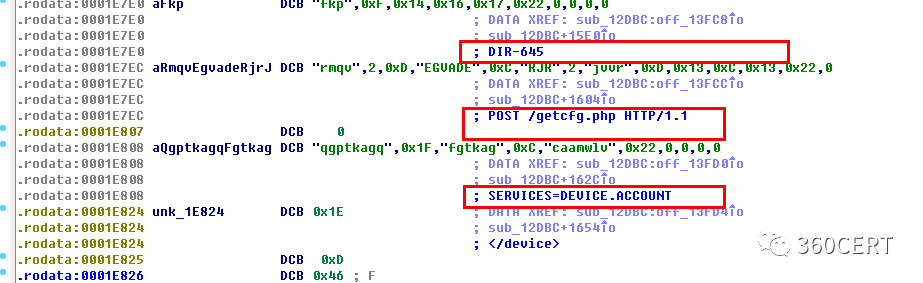 .rodata:0001E7E0 aFkp DCB "fkp",0xF,0x14,0x16,0x17,0x22,0,0,0,0
.rodata:0001E7E0 ; DATA XREF: sub_12DBC:off_13FC8↑o
.rodata:0001E7E0 ; sub_12DBC+15E0↑o
.rodata:0001E7E0 ; DIR-645
.rodata:0001E7EC aRmqvEgvadeRjrJ DCB "rmqv",2,0xD,"EGVADE",0xC,"RJR",2,"jvvr",0xD,0x13,0xC,0x13,0x22,0
.rodata:0001E7EC ; DATA XREF: sub_12DBC:off_13FCC↑o
.rodata:0001E7EC ; sub_12DBC+1604↑o
.rodata:0001E7EC ; POST /getcfg.php HTTP/1.1
.rodata:0001E807 DCB 0
.rodata:0001E808 aQgptkagqFgtkag DCB "qgptkagq",0x1F,"fgtkag",0xC,"caamwlv",0x22,0,0,0,0
.rodata:0001E808 ; DATA XREF: sub_12DBC:off_13FD0↑o
.rodata:0001E808 ; sub_12DBC+162C↑o
.rodata:0001E808 ; SERVICES=DEVICE.ACCOUNT
.rodata:0001E824 unk_1E824 DCB 0x1E ; DATA XREF: sub_12DBC:off_13FD4↑o
.rodata:0001E824 ; sub_12DBC+1654↑o
.rodata:0001E824 ; </device>
.rodata:0001E825 DCB 0xD
.rodata:0001E826 DCB 0x46 ; F
360CERT